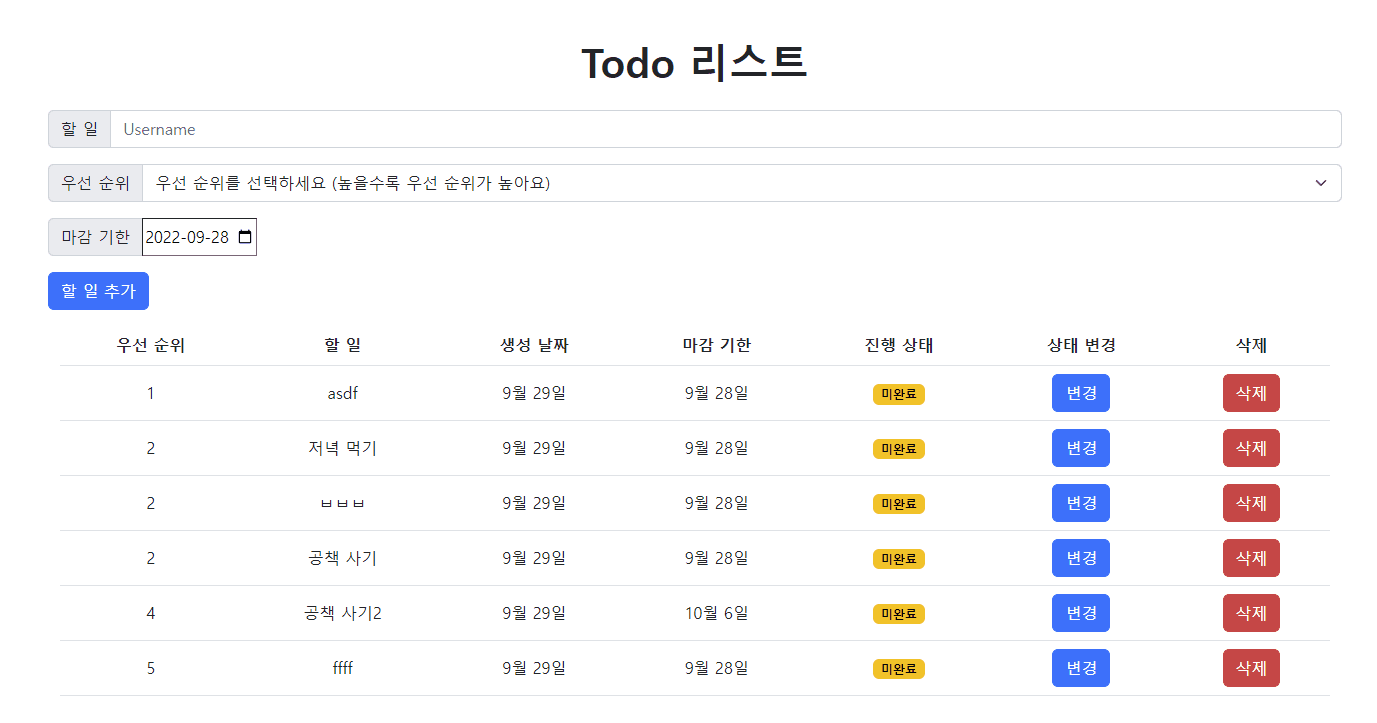 Todo 리스트
할 일 Username
우선 순위 우선 순위를 선택하세요 (높을수록 우선 순위가 높아요)
마감 기한 2022-09-28
할 일 추가
우선 순위 할 일 생성 날짜 마감 기한 진행 상태 상태 변경 삭제
1 asdf 9월 29일 9월 28일 미완료 변경 삭제
2 저녁 먹기 9월 29일 9월 28일 미완료 변경 삭제
2 ㅂㅂㅂ 9월 29일 9월 28일 미완료 변경 삭제
2 공책 사기 9월 29일 9월 28일 미완료 변경 삭제
4 공책 사기2 9월 29일 10월 6일 미완료 변경 삭제
5 ffff 9월 29일 9월 28일 미완료 변경 삭제